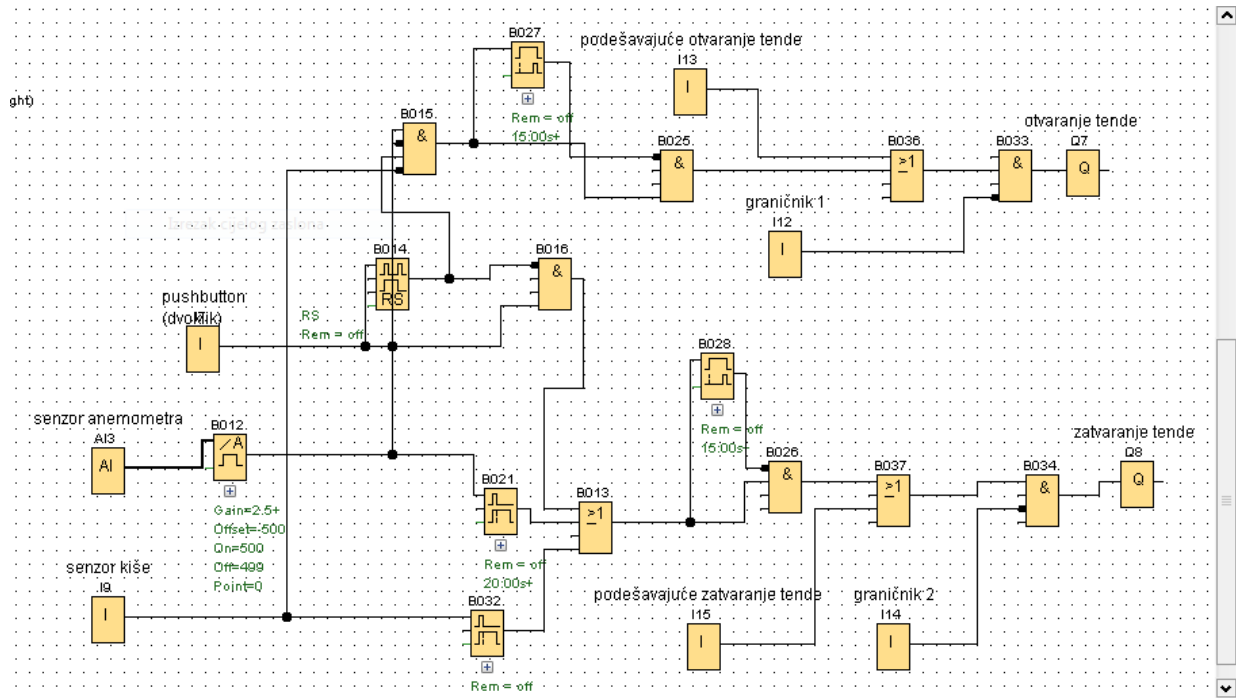 B027.
podešavajuće otvaranje tende
I13
I
ght)
Rem = off
15:00s+
B015.
&
B025.
&
B036.
>1
B033.
&
otvaranje tende
Q7
Q
graničnik 1
I12
I
Izrezak cijelog zaslona
B014.
RS
RS
Rem = off
B016.
&
pushbutton
(dvoklik)
I
B028.
Rem = off
15:00s+
senzor anemometra
AI3
AI
B012.
/A
Gain=2.5+
Offset=-500
On=500
Off=499
Point=0
B021.
Rem = off
20:00s+
B013.
>1
B026.
&
B037.
>1
B034.
&
zatvaranje tende
Q8
Q
senzor kiše
I9
I
B032.
Rem = off
podešavajuće zatvaranje tende
I15
I
graničnik 2
I14
I